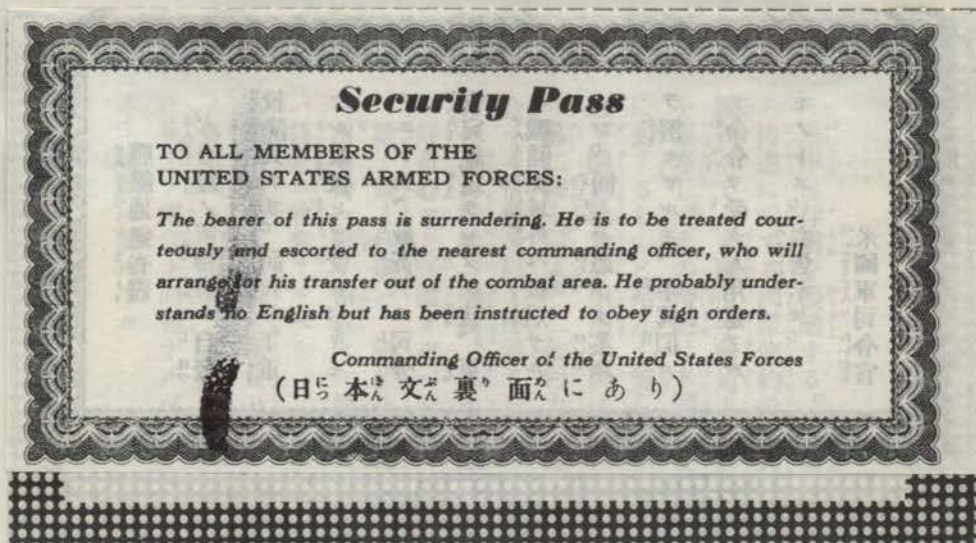 Security Pass
TO ALL MEMBERS OF THE
UNITED STATES ARMED FORCES:
The bearer of this pass is surrendering. He is to be treated cour-
teously and escorted to the nearest commanding officer, who will
arrange for his transfer out of the combat area. He probably under-
stands no English but has been instructed to obey sign orders.
Commanding Officer of the United States Forces
(日本文裏面にあり)